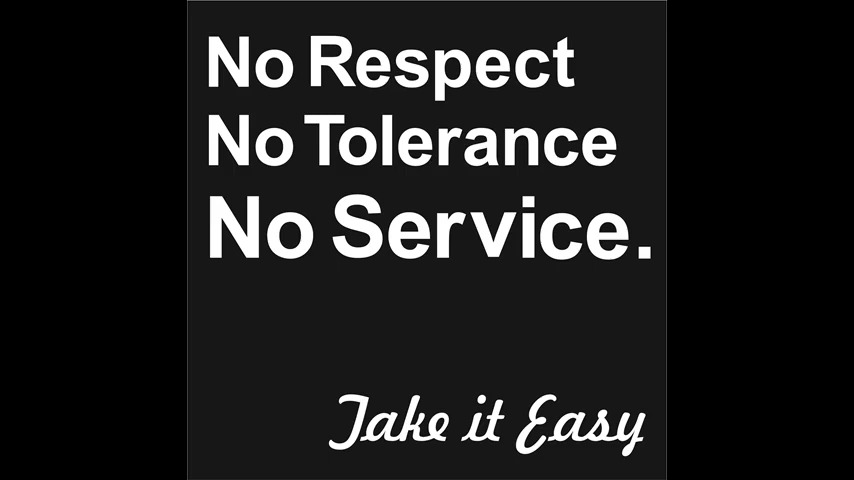 No Respect
No Tolerance
No Service.
Take it Easy